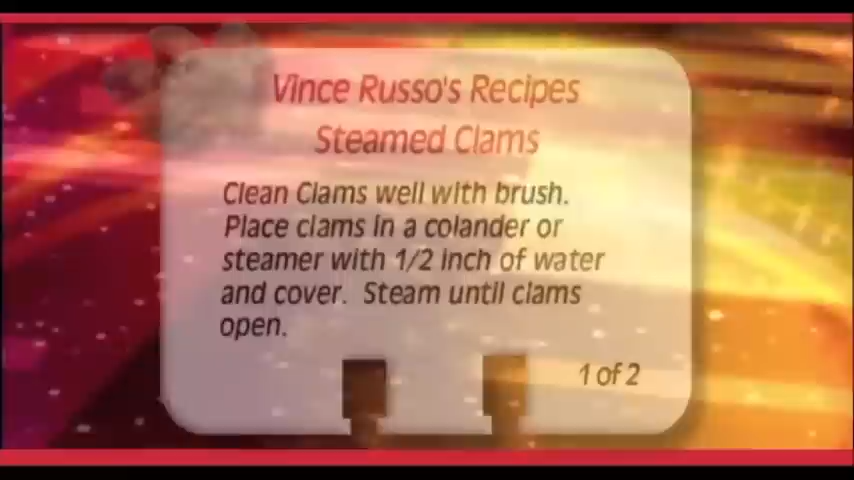 Vince Russo's Recipes
Steamed Clams
Clean Clams well with brush.
Place clams in a colander or
steamer with 1/2 inch of water
and cover. Steam until clams
open.
1 of 2